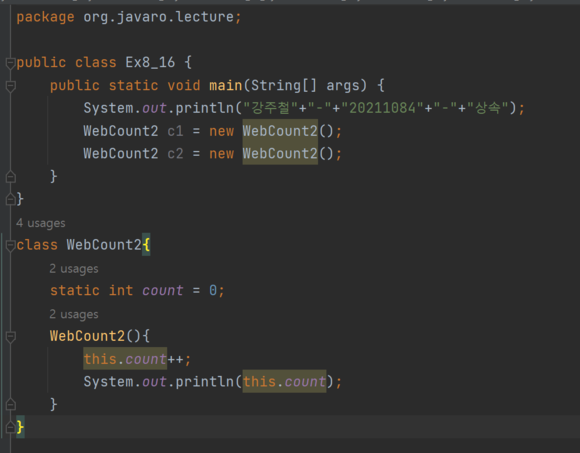 package org.javaro.lecture;
public class Ex8_16 {
public static void main(String[] args) {
System.out.println("강주철"+"-"+"20211084"+"-"+"상속");
WebCount2 c1 = new WebCount2();
WebCount2 c2 = new WebCount2();
}
}
4 usages
class WebCount2{
2 usages
static int count = 0;
2 usages
WebCount2(){
this.count++;
System.out.println(this.count);
}
}